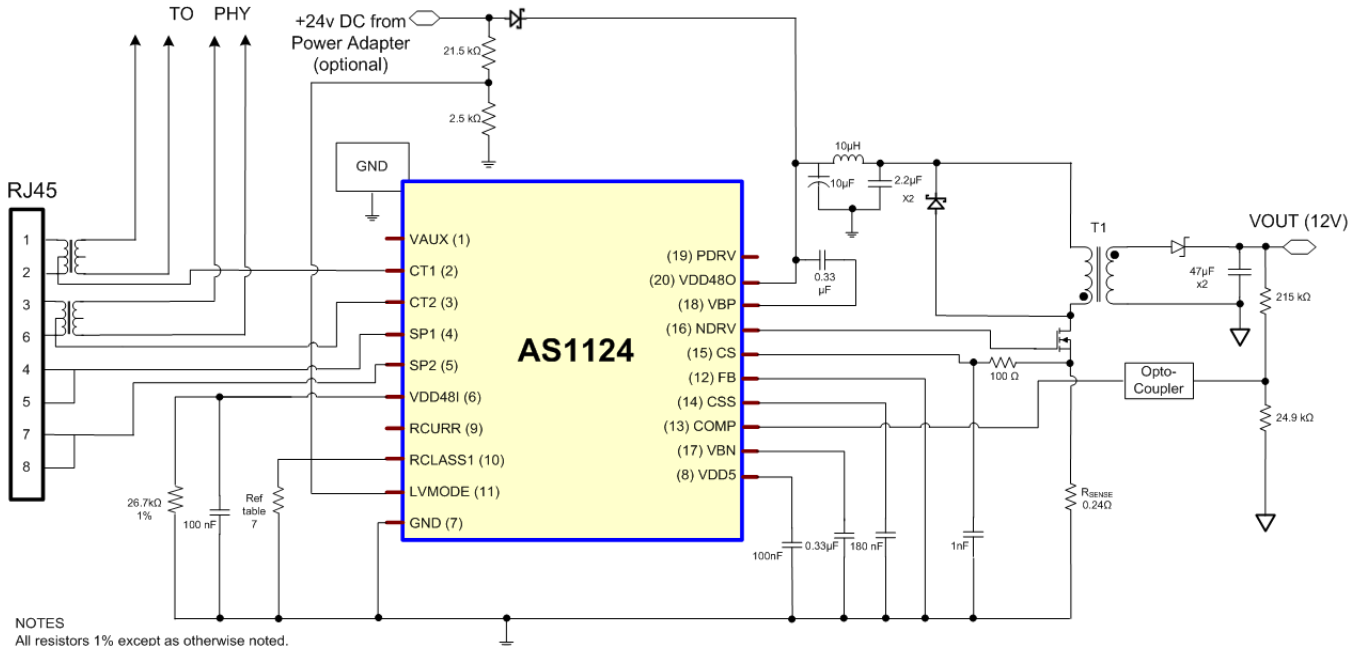 TO PHY
+24v DC from
Power Adapter
(optional)
21.5 kΩ
2.5 kΩ
GND
RJ45
1
2
3
6
4
5
7
8
VAUX (1)
CT1 (2)
CT2 (3)
SP1 (4)
SP2 (5)
VDD48I (6)
RCURR (9)
RCLASS1 (10)
LVMODE (11)
GND (7)
AS1124
(19) PDRV
(20) VDD48O
(18) VBP
(16) NDRV
(15) CS
(12) FB
(14) CSS
(13) COMP
(17) VBN
(8) VDD5
10µH
10µF
2.2µF
X2
0.33
µF
T1
VOUT (12V)
47µF
x2
215 kΩ
100 Ω
Opto-
Coupler
24.9 kΩ
RSENSE
0.24Ω
26.7kΩ
1%
100 nF
Ref
table
7
100nF
0.33µF
180 nF
1nF
NOTES
All resistors 1% except as otherwise noted.